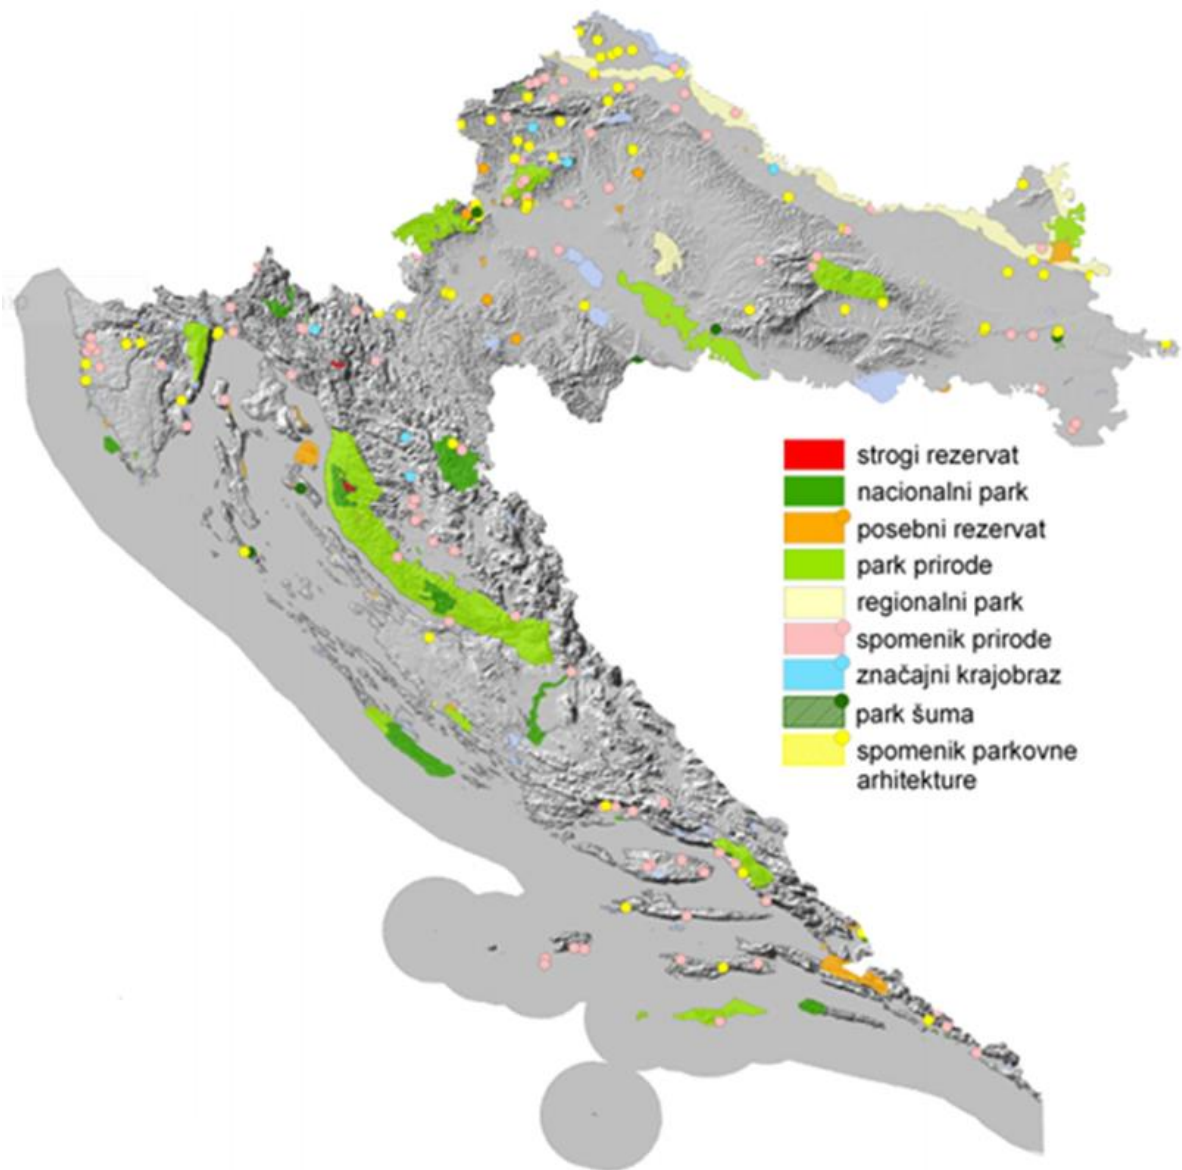 strogi rezervat
nacionalni park
posebni rezervat
park prirode
regionalni park
spomenik prirode
značajni krajobraz
park šuma
spomenik parkovne
arhitekture